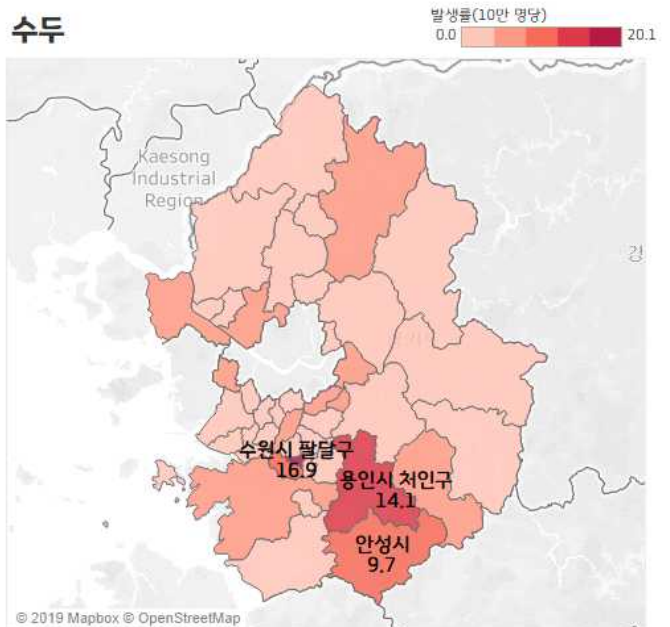 수두
발생률(10만 명당)
0.0 20.1
Kaesong
Industrial
Region
강
수원시 팔달구
16.9
용인시 처인구
14.1
안성시
9.7
© 2019 Mapbox © OpenStreetMap